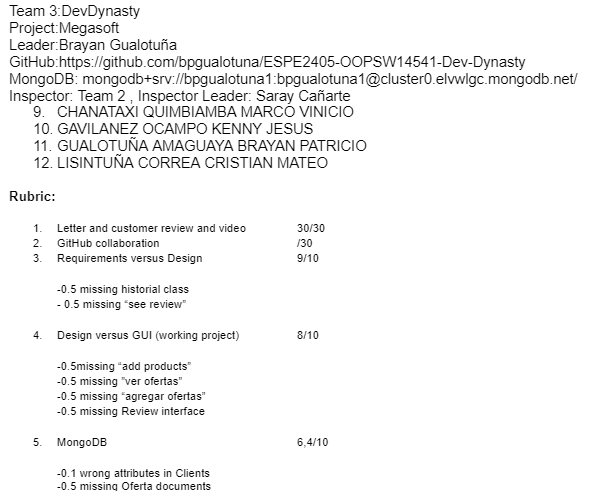 Team 3:DevDynasty
Project:Megasoft
Leader:Brayan Gualotuña
GitHub:https://github.com/bpgualotuna/ESPE2405-OOPSW14541-Dev-Dynasty
MongoDB: mongodb+srv://bpgualotuna1:bpgualotuna1@cluster0.elvwlgc.mongodb.net/
Inspector: Team 2 , Inspector Leader: Saray Cañarte
9. CHANATAXI QUIMBIAMBA MARCO VINICIO
10. GAVILANEZ OCAMPO KENNY JESUS
11. GUALOTUÑA AMAGUAYA BRAYAN PATRICIO
12. LISINTUÑA CORREA CRISTIAN MATEO
Rubric:
1. Letter and customer review and video 30/30
2. GitHub collaboration /30
3. Requirements versus Design 9/10
-0.5 missing historial class
- 0.5 missing “see review”
4. Design versus GUI (working project) 8/10
-0.5missing “add products”
-0.5 missing “ver ofertas”
-0.5 missing “agregar ofertas”
-0.5 missing Review interface
5. MongoDB 6,4/10
-0.1 wrong attributes in Clients
-0.5 missing Oferta documents